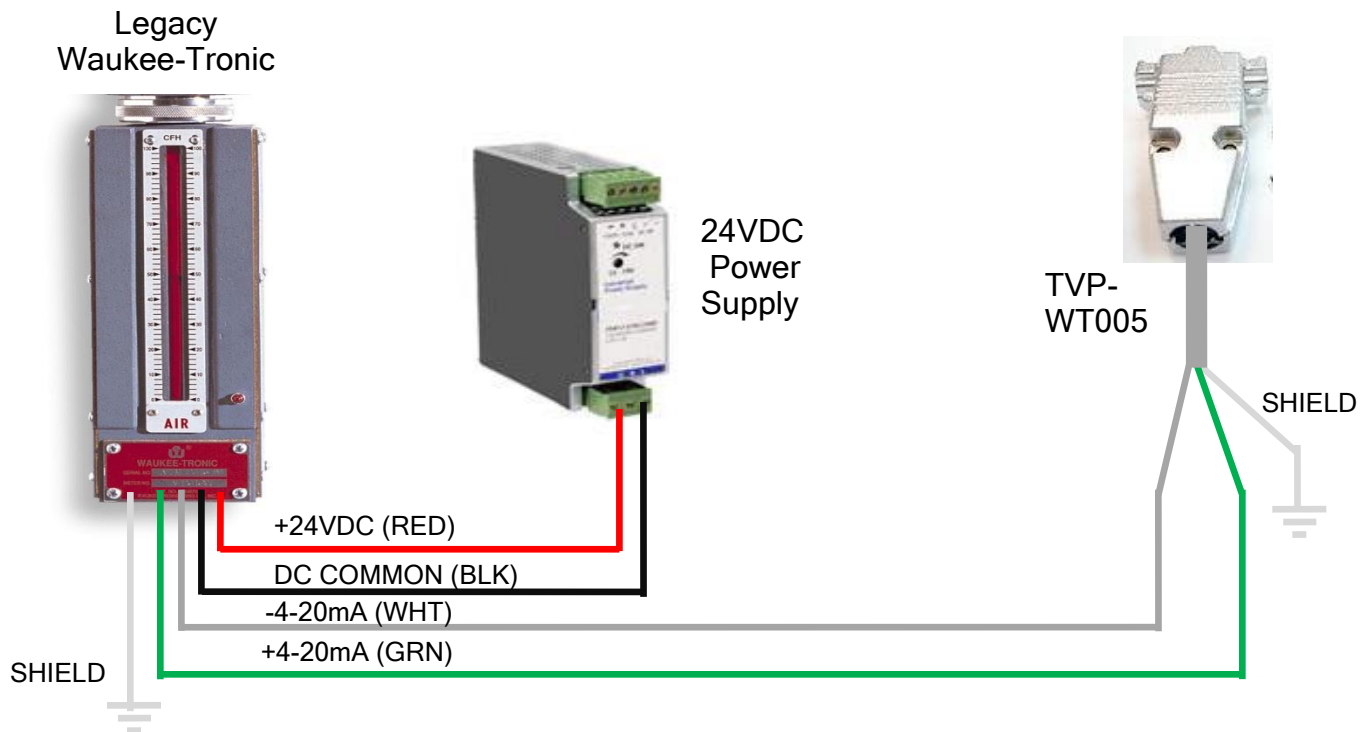 Legacy
Waukee-Tronic
CFH
AIR
WAUKEE-TRONIC
24VDC
Power
Supply
TVP-
WT005
SHIELD
+24VDC (RED)
DC COMMON (BLK)
-4-20mA (WHT)
+4-20mA (GRN)
SHIELD